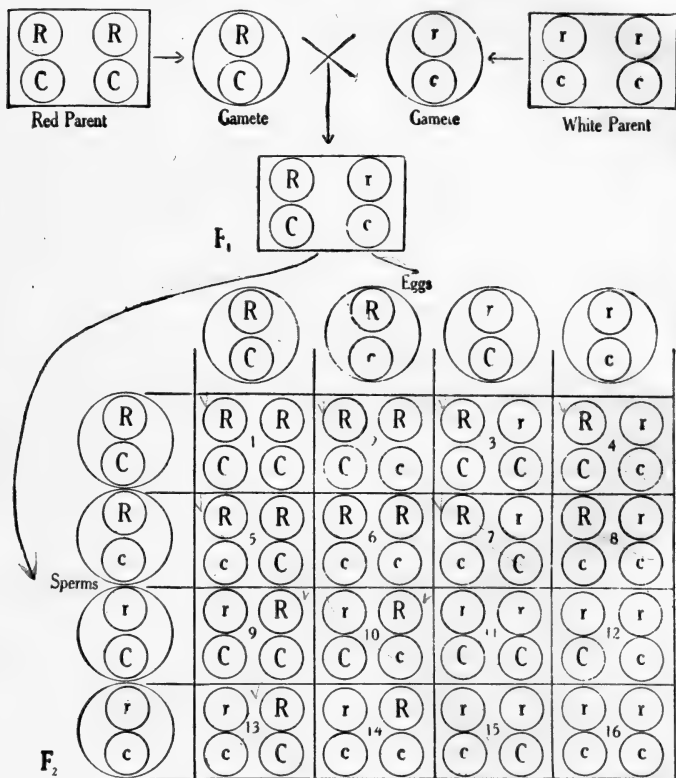 R R R r r r
C C C c c c
Red Parent Gamete Gamete White Parent
R r
F₁ C c
Eggs
R R r r
C c C c
R R R R R R r R r
1 2 3 4
C C C C c C C C c
R R R R R R r R r
5 6 7 8
c c C c c c C c c
Sperms
r r R r R r r r r
9 10 11 12
C C C C c C C C c
r r R r R r r r r
13 14 15 16
c c C c c c C c c
F₂